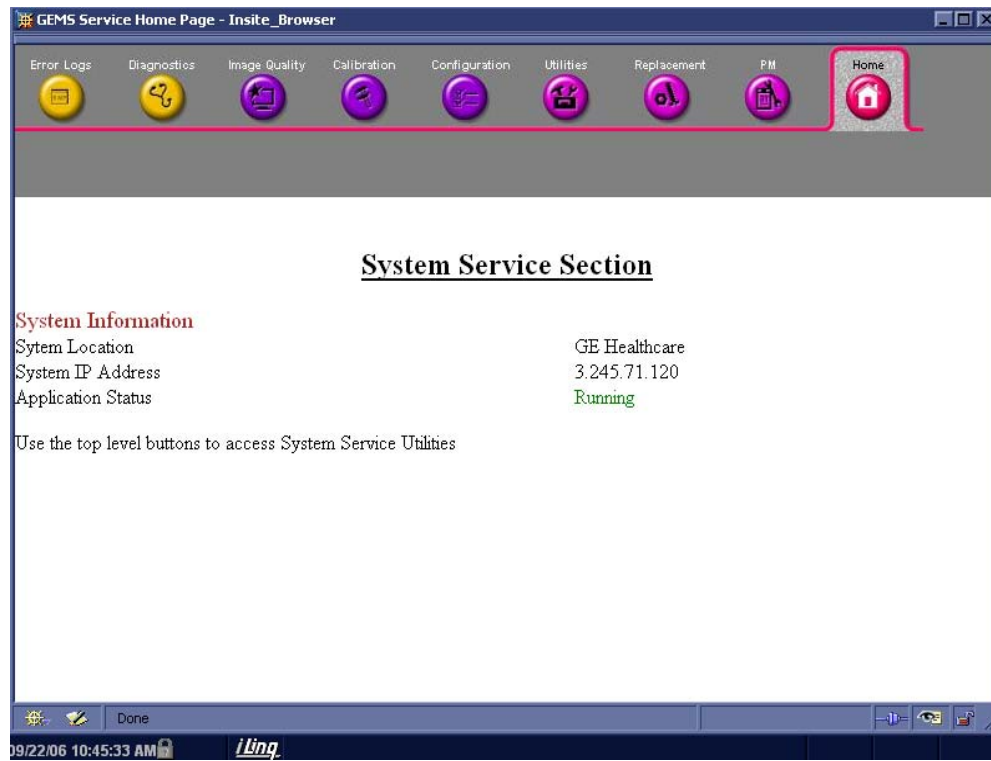 GEMS Service Home Page - Insite_Browser
Error Logs Diagnostics Image Quality Calibration Configuration Utilities Replacement PM Home
System Service Section
System Information
Sytem Location GE Healthcare
System IP Address 3.245.71.120
Application Status Running
Use the top level buttons to access System Service Utilities
Done
09/22/06 10:45:33 AM iLinq